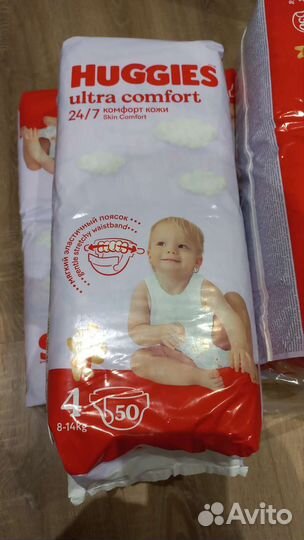 HUGGIES
ultra comfort
24/7 комфорт кожи
Skin Comfort
мягкий эластичный поясок
gentle stretchy waistband
4
50
8-14kg
Avito